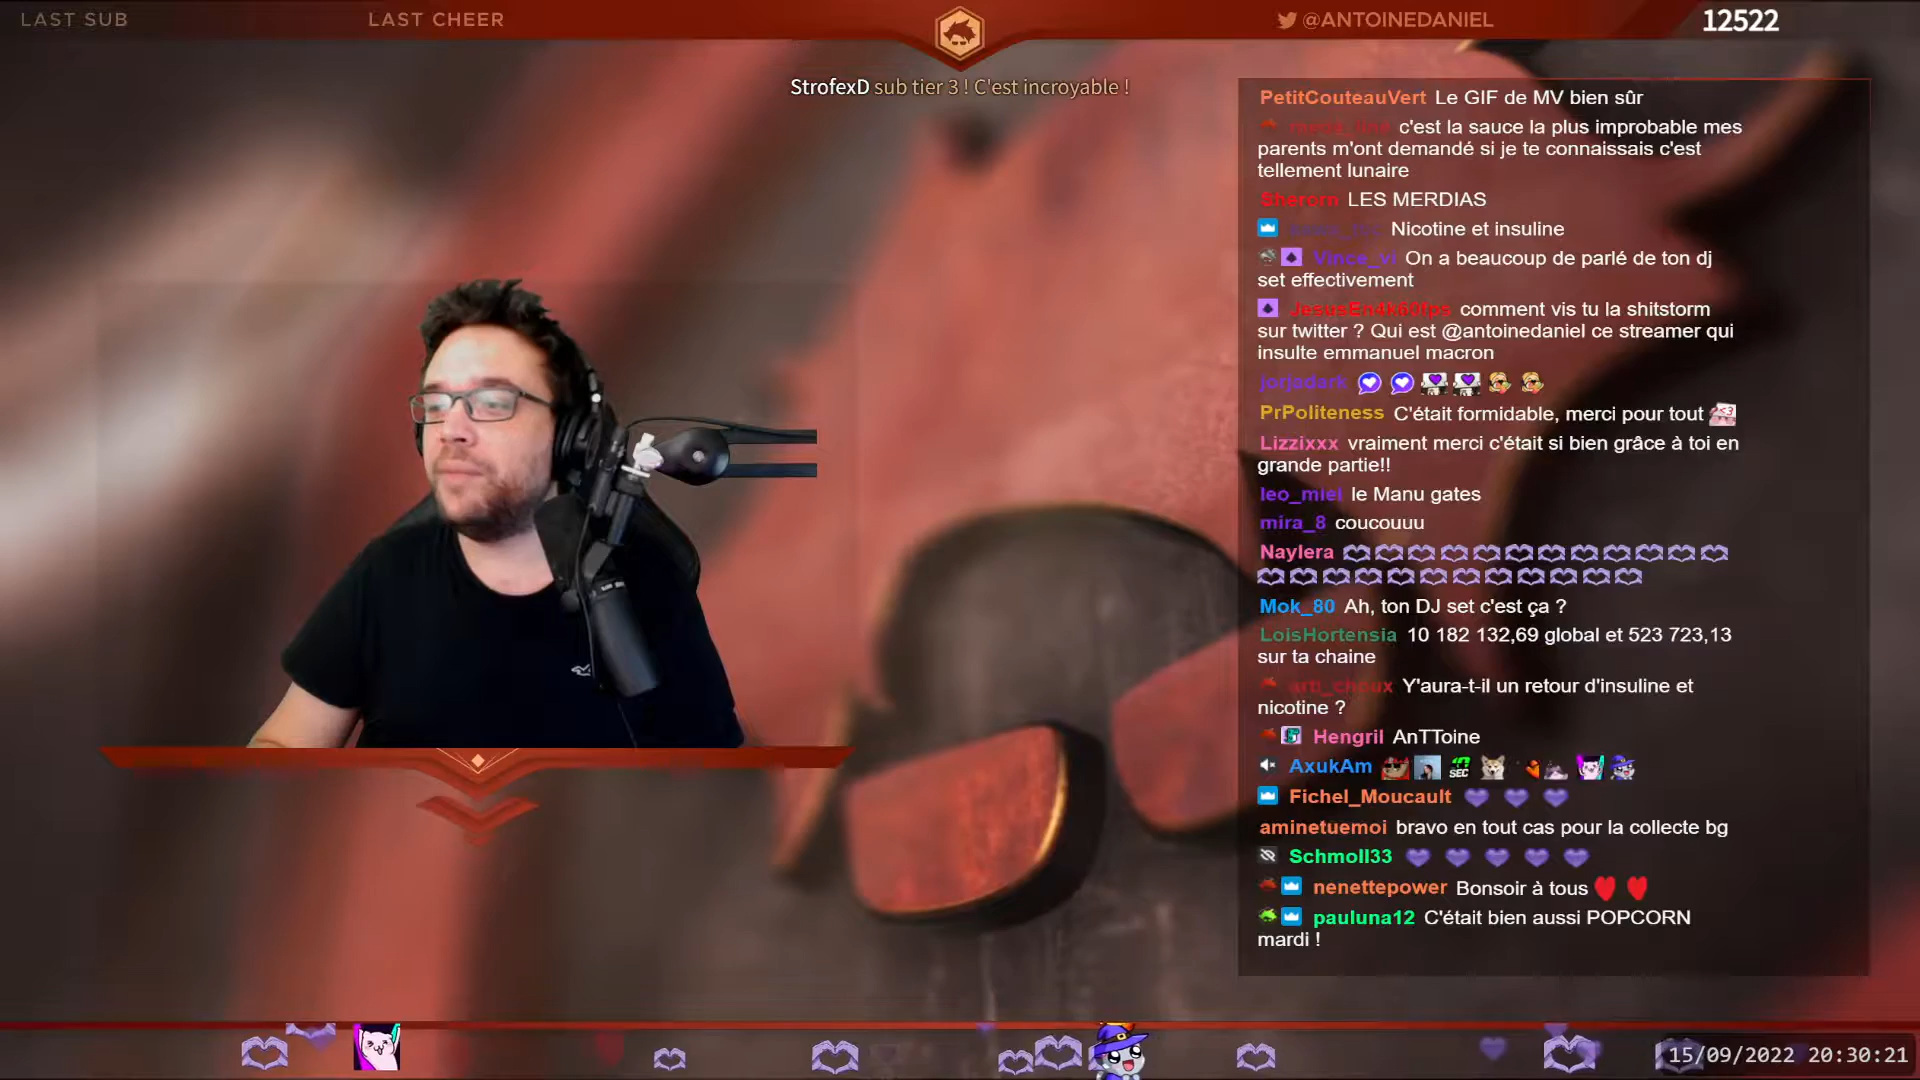 LAST SUB
LAST CHEER
@ANTOINEDANIEL
12522
StrofexD sub tier 3 ! C'est incroyable !
PetitCouteauVert Le GIF de MV bien sûr
c'est la sauce la plus improbable mes
parents m'ont demandé si je te connaissais c'est
tellement lunaire
Sherorn LES MERDIAS
Nicotine et insuline
Vince_vl On a beaucoup de parlé de ton dj
set effectivement
JesusEn4k60fps comment vis tu la shitstorm
sur twitter ? Qui est @antoinedaniel ce streamer qui
insulte emmanuel macron
jorjadark
PrPoliteness C'était formidable, merci pour tout
Lizzixxx vraiment merci c'était si bien grâce à toi en
grande partie!!
leo_miel le Manu gates
mira_8 coucouuu
Naylera
Mok_80 Ah, ton DJ set c'est ça ?
LoisHortensia 10 182 132,69 global et 523 723,13
sur ta chaine
arti_choux Y'aura-t-il un retour d'insuline et
nicotine ?
Hengril AnTToine
AxukAm
Fichel_Moucault
aminetuemoi bravo en tout cas pour la collecte bg
Schmoll33
nenettepower Bonsoir à tous
pauluna12 C'était bien aussi POPCORN
mardi !
15/09/2022 20:30:21